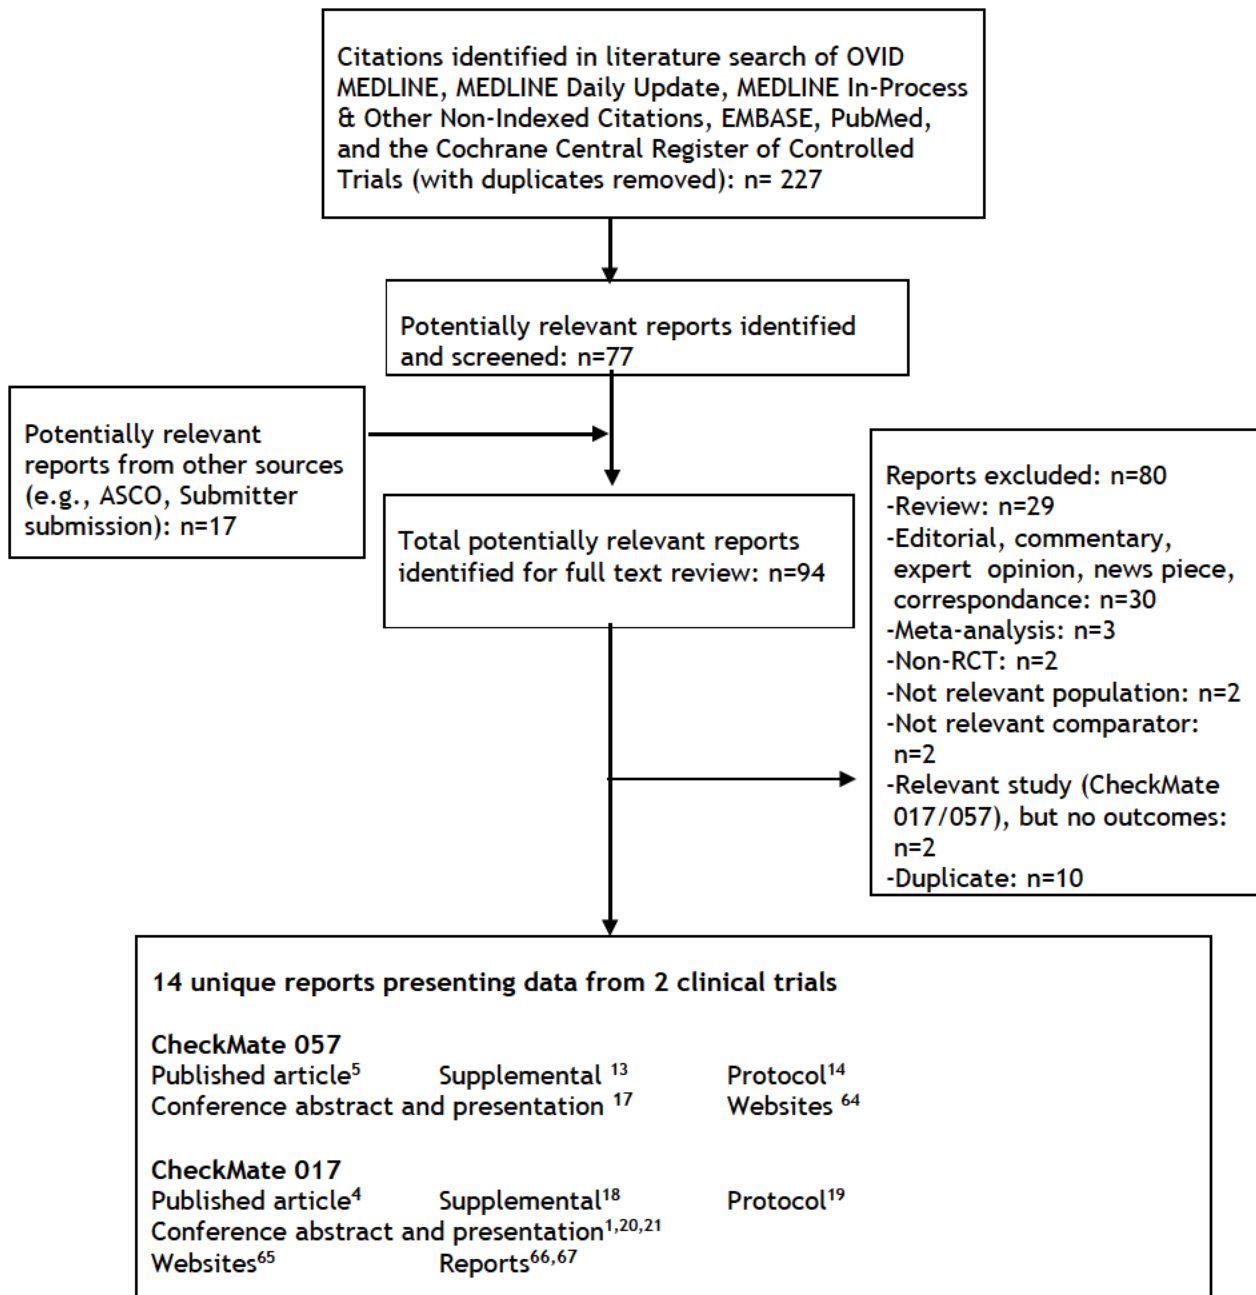 Citations identified in literature search of OVID
MEDLINE, MEDLINE Daily Update, MEDLINE In-Process
& Other Non-Indexed Citations, EMBASE, PubMed,
and the Cochrane Central Register of Controlled
Trials (with duplicates removed): n= 227
Potentially relevant reports identified
and screened: n=77
Potentially relevant
reports from other sources
(e.g., ASCO, Submitter
submission): n=17
Total potentially relevant reports
identified for full text review: n=94
Reports excluded: n=80
-Review: n=29
-Editorial, commentary,
expert opinion, news piece,
correspondance: n=30
-Meta-analysis: n=3
-Non-RCT: n=2
-Not relevant population: n=2
-Not relevant comparator:
n=2
-Relevant study (CheckMate
017/057), but no outcomes:
n=2
-Duplicate: n=10
14 unique reports presenting data from 2 clinical trials
CheckMate 057
Published article⁵ Supplemental ¹³ Protocol¹⁴
Conference abstract and presentation ¹⁷ Websites ⁶⁴
CheckMate 017
Published article⁴ Supplemental¹⁸ Protocol¹⁹
Conference abstract and presentation¹,²⁰,²¹
Websites⁶⁵ Reports⁶⁶,⁶⁷